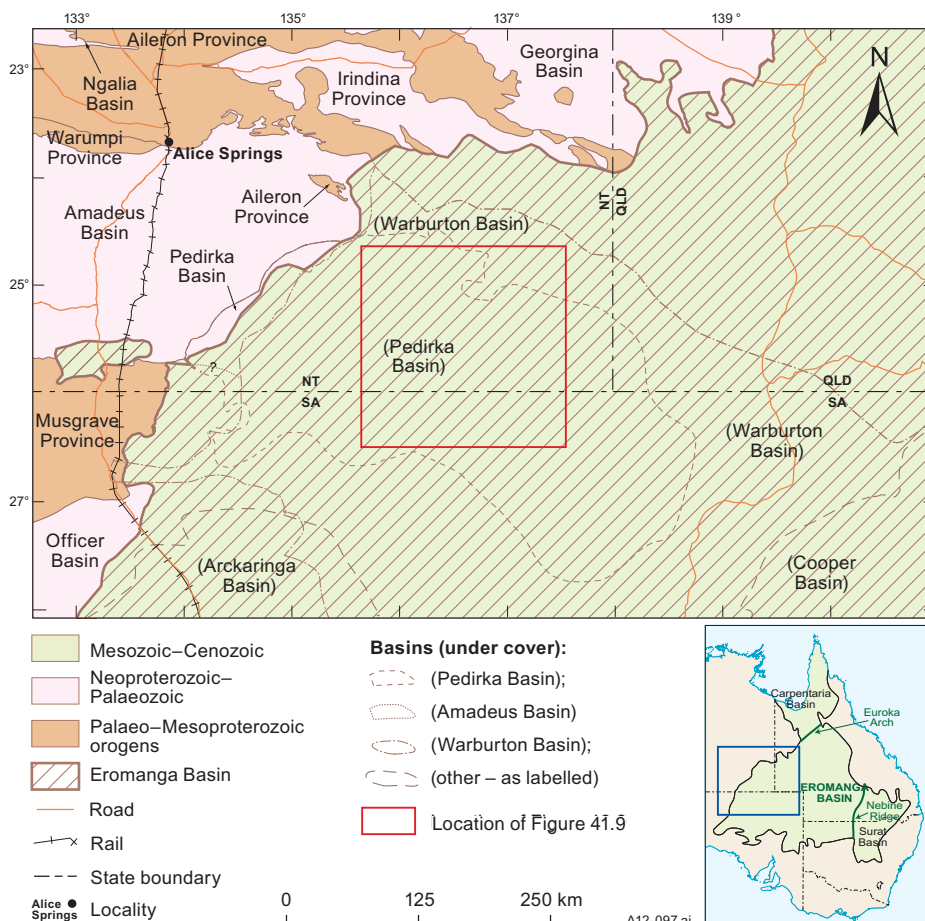 133°
135°
137°
139°
23°
25°
27°
Aileron Province
Ngalia
Basin
Warumpi
Province
Alice Springs
Irindina
Province
Georgina
Basin
N
Amadeus
Basin
Aileron
Province
Pedirka
Basin
(Warburton Basin)
NT
QLD
(Pedirka
Basin)
?
NT
SA
QLD
SA
Musgrave
Province
(Warburton
Basin)
Officer
Basin
(Arckaringa
Basin)
(Cooper
Basin)
Mesozoic–Cenozoic
Neoproterozoic–
Palaeozoic
Palaeo–Mesoproterozoic
orogens
Eromanga Basin
Road
Rail
State boundary
Alice
Springs
Locality
Basins (under cover):
(Pedirka Basin);
(Amadeus Basin)
(Warburton Basin);
(other – as labelled)
Location of Figure 41.9
0 125 250 km
A12-097.ai
Carpentaria
Basin
Euroka
Arch
EROMANGA
BASIN
Nebine
Ridge
Surat
Basin